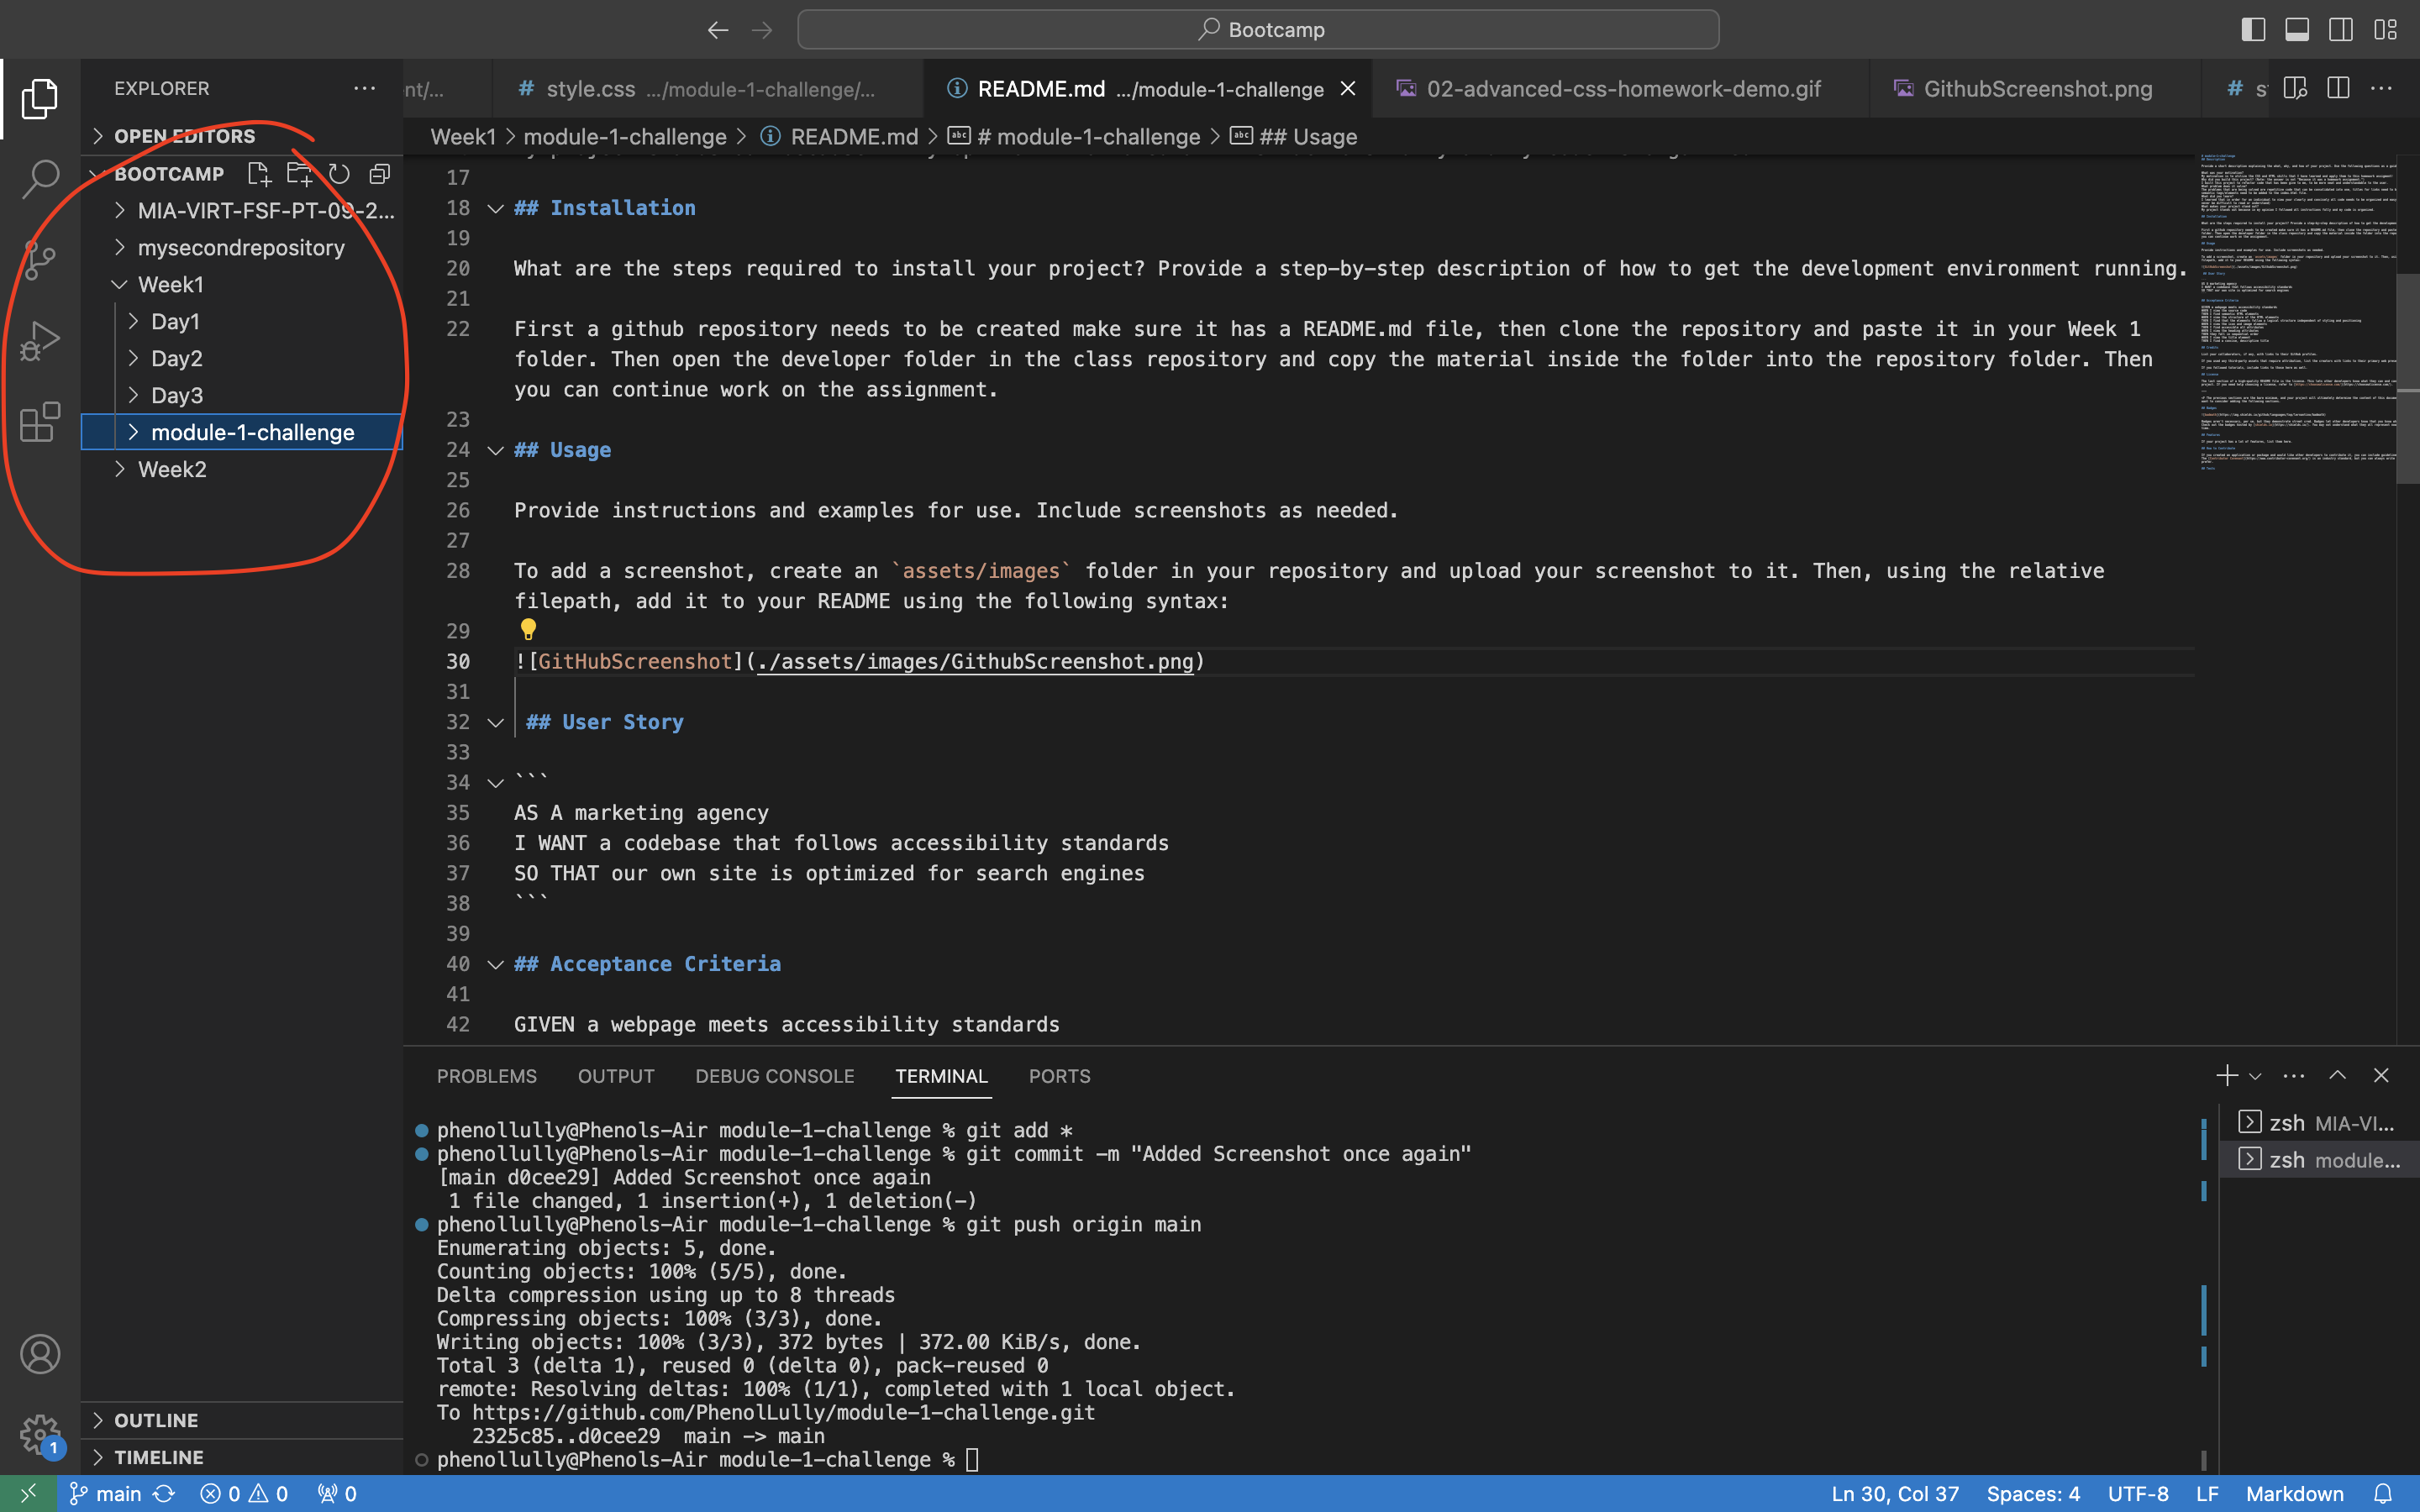 Bootcamp
EXPLORER
nt/...
# style.css .../module-1-challenge/...
README.md .../module-1-challenge
02-advanced-css-homework-demo.gif
GithubScreenshot.png
# s
OPEN EDITORS
Week1 > module-1-challenge > README.md > # module-1-challenge > ## Usage
BOOTCAMP
MIA-VIRT-FSF-PT-09-2...
mysecondrepository
Week1
Day1
Day2
Day3
module-1-challenge
Week2
OUTLINE
TIMELINE
17
18 ## Installation
19
20 What are the steps required to install your project? Provide a step-by-step description of how to get the development environment running.
21
22 First a github repository needs to be created make sure it has a README.md file, then clone the repository and paste it in your Week 1
folder. Then open the developer folder in the class repository and copy the material inside the folder into the repository folder. Then
you can continue work on the assignment.
23
24 ## Usage
25
26 Provide instructions and examples for use. Include screenshots as needed.
27
28 To add a screenshot, create an `assets/images` folder in your repository and upload your screenshot to it. Then, using the relative
filepath, add it to your README using the following syntax:
29
30 ![GitHubScreenshot](./assets/images/GithubScreenshot.png)
31
32 ## User Story
33
34 ```
35 AS A marketing agency
36 I WANT a codebase that follows accessibility standards
37 SO THAT our own site is optimized for search engines
38 ```
39
40 ## Acceptance Criteria
41
42 GIVEN a webpage meets accessibility standards
PROBLEMS OUTPUT DEBUG CONSOLE TERMINAL PORTS
zsh MIA-VI...
zsh module...
phenollully@Phenols-Air module-1-challenge % git add *
phenollully@Phenols-Air module-1-challenge % git commit -m "Added Screenshot once again"
[main d0cee29] Added Screenshot once again
1 file changed, 1 insertion(+), 1 deletion(-)
phenollully@Phenols-Air module-1-challenge % git push origin main
Enumerating objects: 5, done.
Counting objects: 100% (5/5), done.
Delta compression using up to 8 threads
Compressing objects: 100% (3/3), done.
Writing objects: 100% (3/3), 372 bytes | 372.00 KiB/s, done.
Total 3 (delta 1), reused 0 (delta 0), pack-reused 0
remote: Resolving deltas: 100% (1/1), completed with 1 local object.
To https://github.com/PhenolLully/module-1-challenge.git
2325c85..d0cee29 main -> main
phenollully@Phenols-Air module-1-challenge %
1
main 0 0 0
Ln 30, Col 37 Spaces: 4 UTF-8 LF Markdown